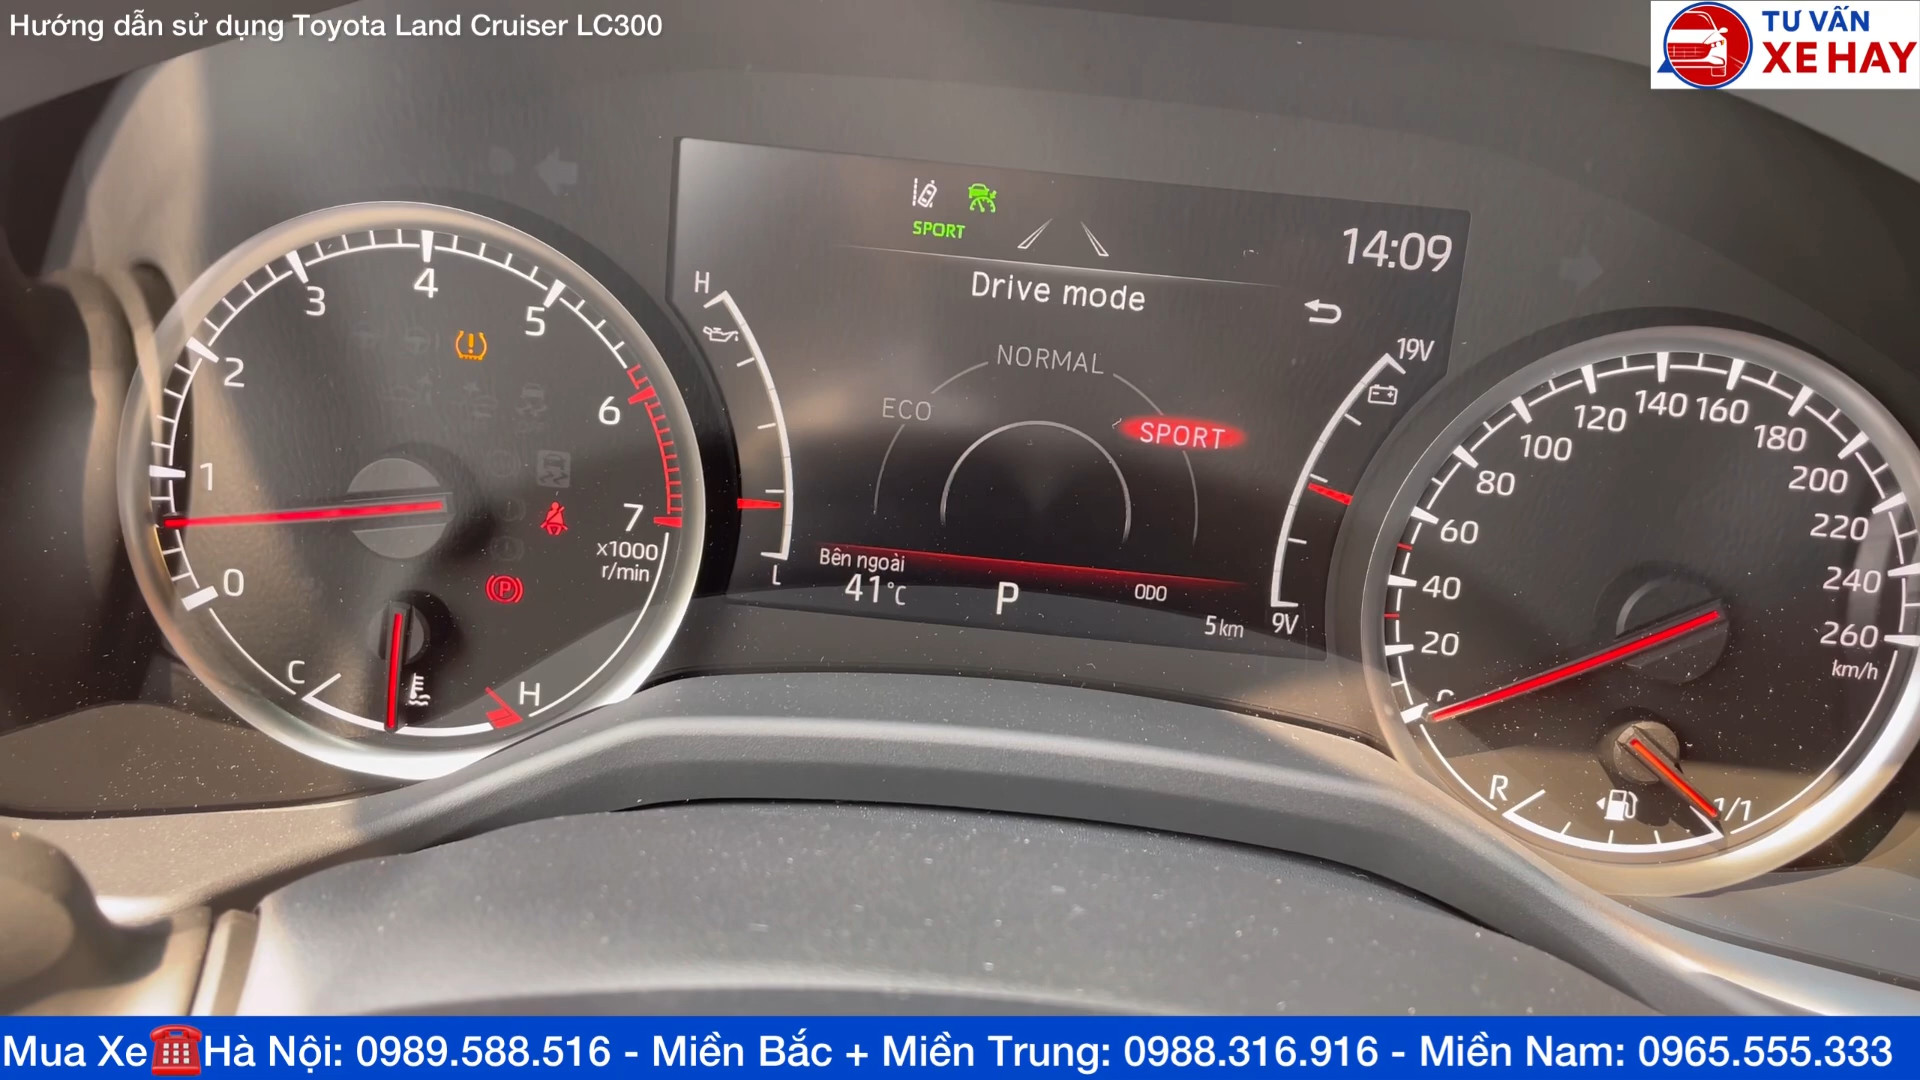 Hướng dẫn sử dụng Toyota Land Cruiser LC300
TƯ VẤN
XE HAY
SPORT
14:09
Drive mode
NORMAL
ECO
SPORT
H
L
19V
9V
Bên ngoài
41°C
P
ODO
5 km
0
1
2
3
4
5
6
7
x1000
r/min
C
H
P
0
20
40
60
80
100
120
140
160
180
200
220
240
260
km/h
R
1/1
Mua Xe☎️Hà Nội: 0989.588.516 - Miền Bắc + Miền Trung: 0988.316.916 - Miền Nam: 0965.555.333